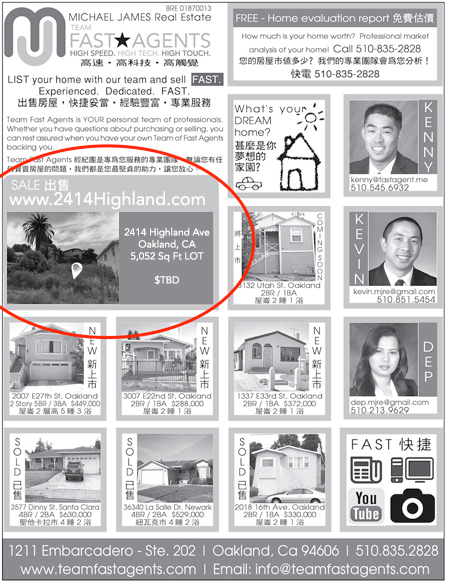 BRE 01870013
MICHAEL JAMES Real Estate
TEAM
FAST★AGENTS
HIGH SPEED. HIGH TECH. HIGH TOUCH.
高速・高科技・高觸覺
LIST your home with our team and sell FAST.
Experienced. Dedicated. FAST.
出售房屋，快捷妥當，經驗豐富，專業服務
Team Fast Agents is YOUR personal team of professionals.
Whether you have questions about purchasing or selling, you
can rest assured when you have your own Team of Fast Agents
backing you.
Team Fast Agents 經紀團是專爲您服務的專業團隊，無論您有任
何買賣房屋的問題，我們都是您最堅貞的助力，讓您放心
FREE - Home evaluation report 免費估價
How much is your home worth? Professional market
analysis of your home! Call 510-835-2828
您的房屋市値多少？我們的專業團隊會爲您分析！
快電 510-835-2828
What's your
DREAM
home?
甚麼是你
夢想的
家園?
KENNY
kenny@fastagent.me
510.545.6932
SALE 出售
www.2414Highland.com
2414 Highland Ave
Oakland, CA
5,052 Sq Ft LOT
$TBD
將上市
COMING SOON
3132 Utah St, Oakland
2BR / 1BA
屋崙 2 睡 1 浴
KEVIN
kevin.mjre@gmail.com
510.851.5454
NEW 新上市
2007 E27th St, Oakland
2 Story 5BR / 3BA $449,000
屋崙 2 層高 5 睡 3 浴
NEW 新上市
3007 E22nd St, Oakland
2BR / 1BA $288,000
屋崙 2 睡 1 浴
NEW 新上市
1337 E33rd St, Oakland
2BR / 1BA $372,000
屋崙 2 睡 1 浴
DEP
dep.mjre@gmail.com
510.213.9629
SOLD 已售
3577 Dinny St, Santa Clara
4BR / 2BA $630,000
聖他卡拉市 4 睡 2 浴
SOLD 已售
36340 La Salle Dr, Newark
4BR / 2BA $529,000
紐瓦克市 4 睡 2 浴
SOLD 已售
2018 16th Ave, Oakland
2BR / 1BA $330,000
屋崙 2 睡 1 浴
FAST 快捷
You
Tube
1211 Embarcadero - Ste. 202 | Oakland, Ca 94606 | 510.835.2828
www.teamfastagents.com | Email: info@teamfastagents.com